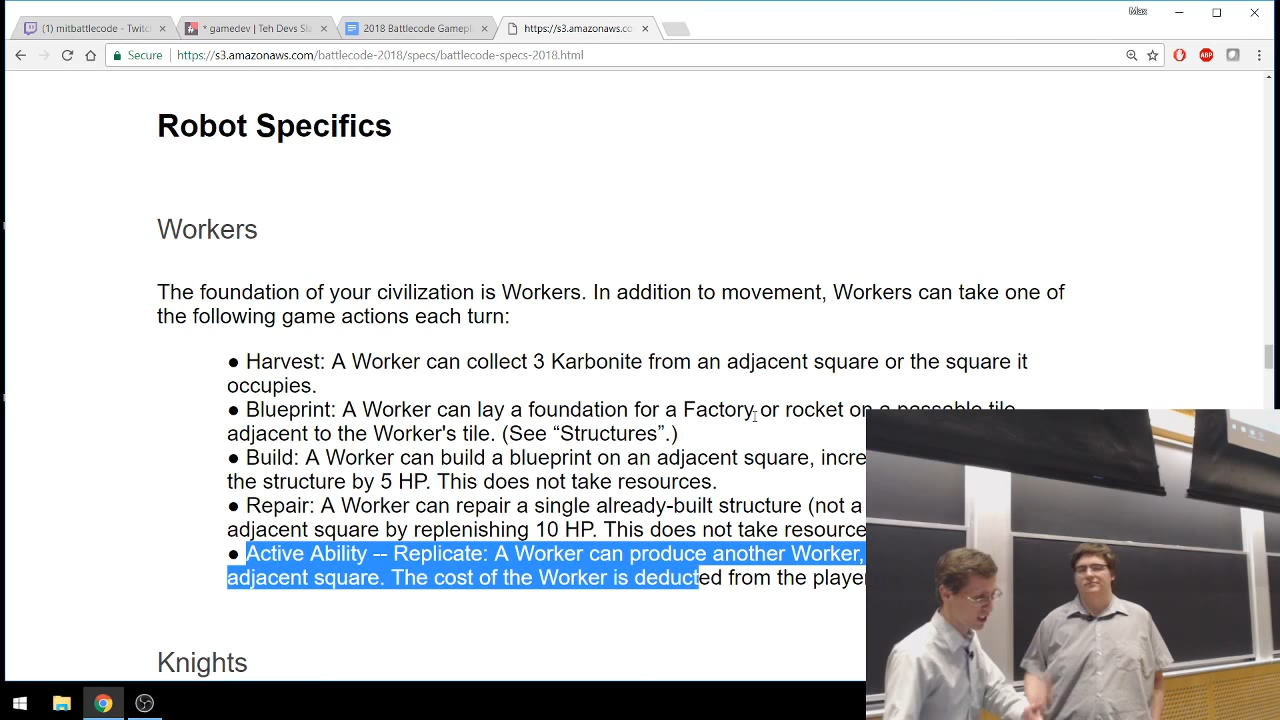 Max
(1) mitbattlecode - Twitc
* gamedev | Teh Devs Sla
2018 Battlecode Gamepl
https://s3.amazonaws.co
Secure
https://s3.amazonaws.com/battlecode-2018/specs/battlecode-specs-2018.html
ABP
Robot Specifics
Workers
The foundation of your civilization is Workers. In addition to movement, Workers can take one of
the following game actions each turn:
● Harvest: A Worker can collect 3 Karbonite from an adjacent square or the square it
occupies.
● Blueprint: A Worker can lay a foundation for a Factory or rocket on a passable tile
adjacent to the Worker's tile. (See “Structures”.)
● Build: A Worker can build a blueprint on an adjacent square, incre
the structure by 5 HP. This does not take resources.
● Repair: A Worker can repair a single already-built structure (not a
adjacent square by replenishing 10 HP. This does not take resource
● Active Ability -- Replicate: A Worker can produce another Worker,
adjacent square. The cost of the Worker is deducted from the player
Knights